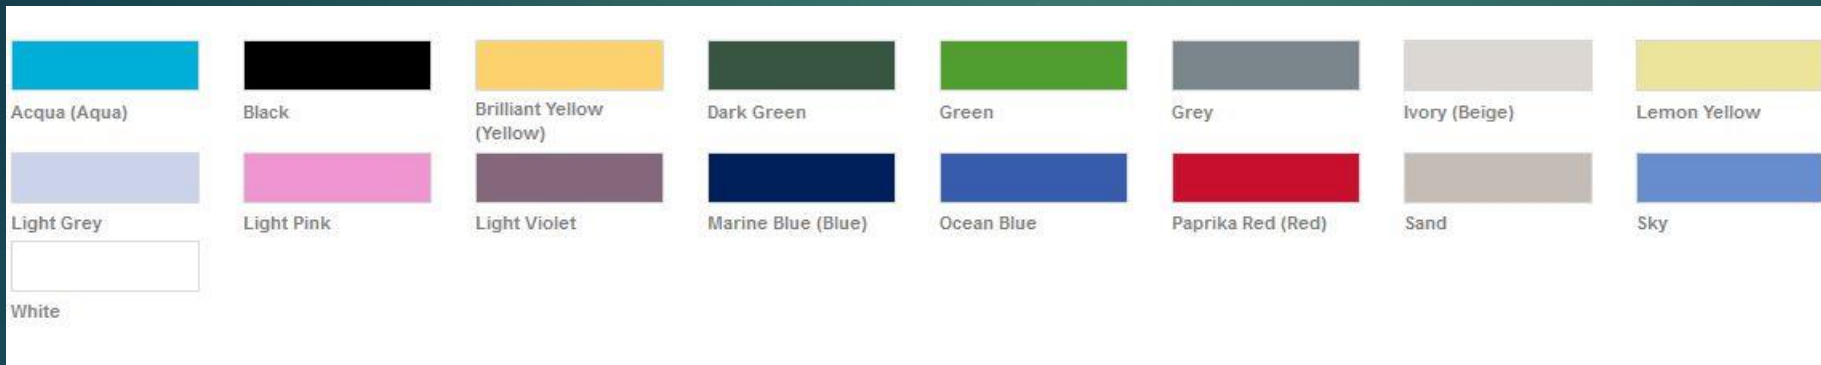 Acqua (Aqua)
Black
Brilliant Yellow
(Yellow)
Dark Green
Green
Grey
Ivory (Beige)
Lemon Yellow
Light Grey
Light Pink
Light Violet
Marine Blue (Blue)
Ocean Blue
Paprika Red (Red)
Sand
Sky
White